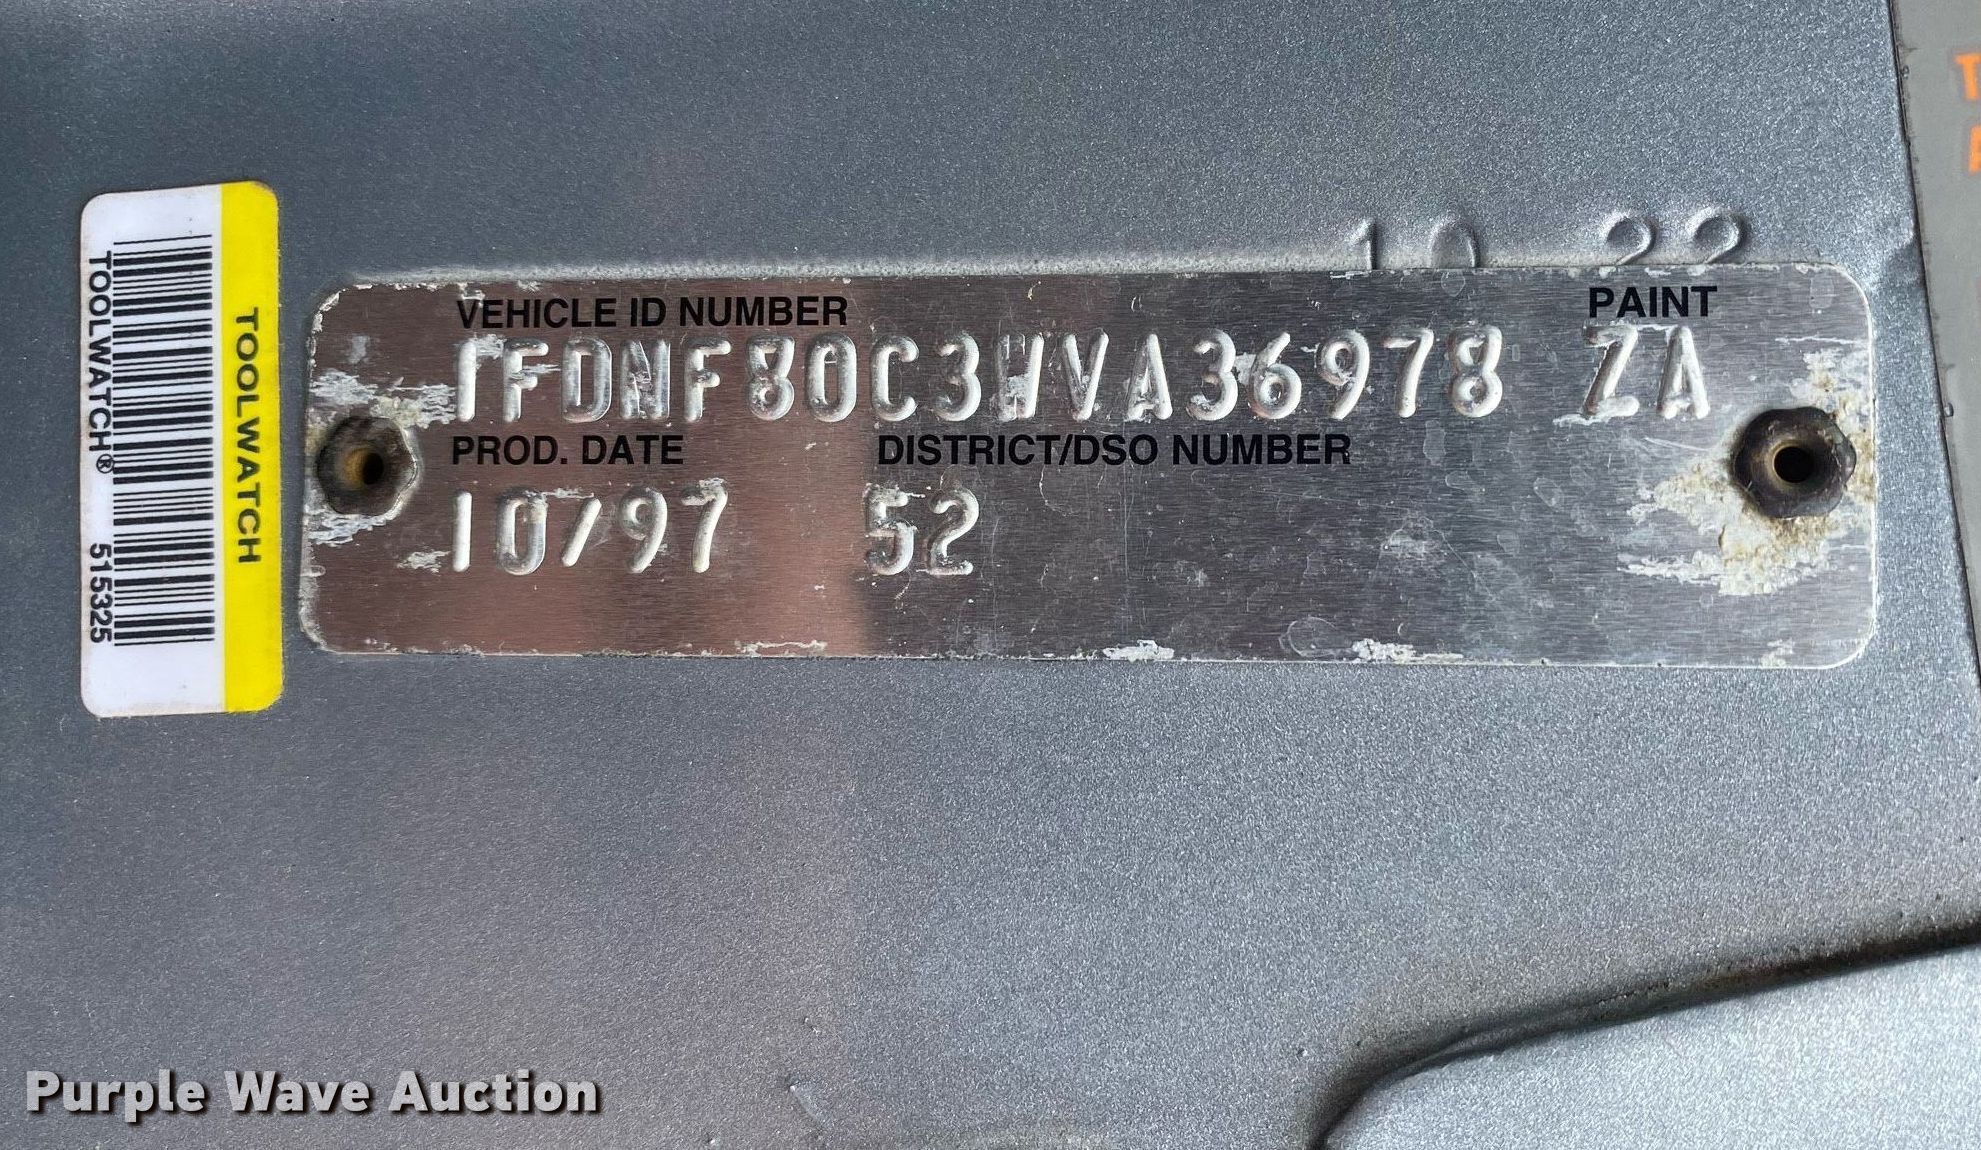 10 22
VEHICLE ID NUMBER PAINT
1FDNF80C3WVA36978 ZA
PROD. DATE DISTRICT/DSO NUMBER
10/97 52
TOOLWATCH
TOOLWATCH® 515325
Purple Wave Auction